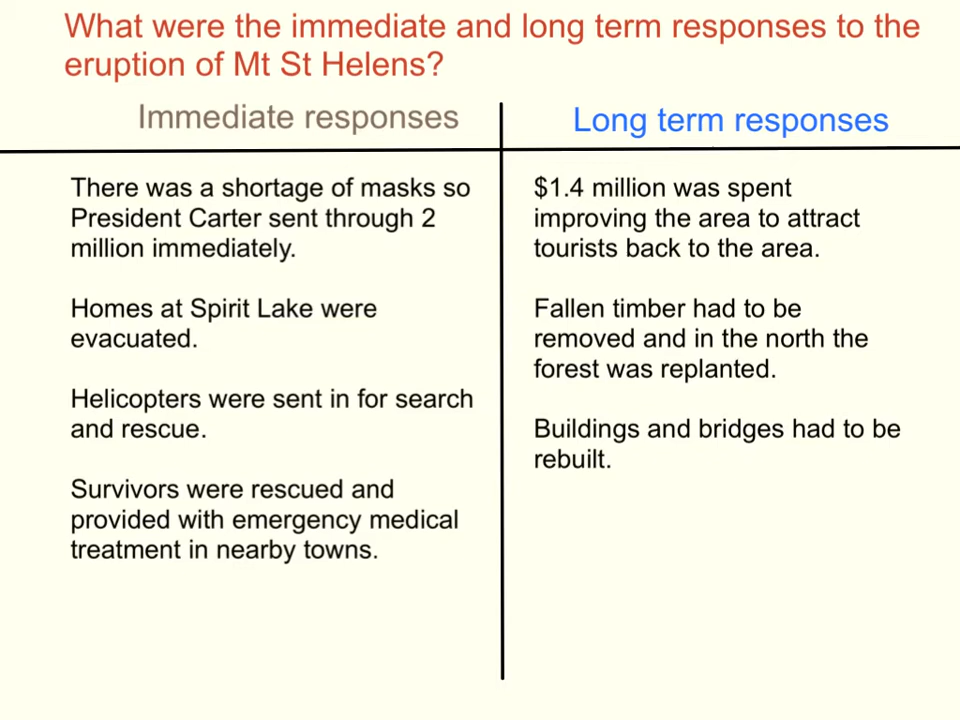 What were the immediate and long term responses to the
eruption of Mt St Helens?
Immediate responses
There was a shortage of masks so
President Carter sent through 2
million immediately.
Homes at Spirit Lake were
evacuated.
Helicopters were sent in for search
and rescue.
Survivors were rescued and
provided with emergency medical
treatment in nearby towns.
Long term responses
$1.4 million was spent
improving the area to attract
tourists back to the area.
Fallen timber had to be
removed and in the north the
forest was replanted.
Buildings and bridges had to be
rebuilt.